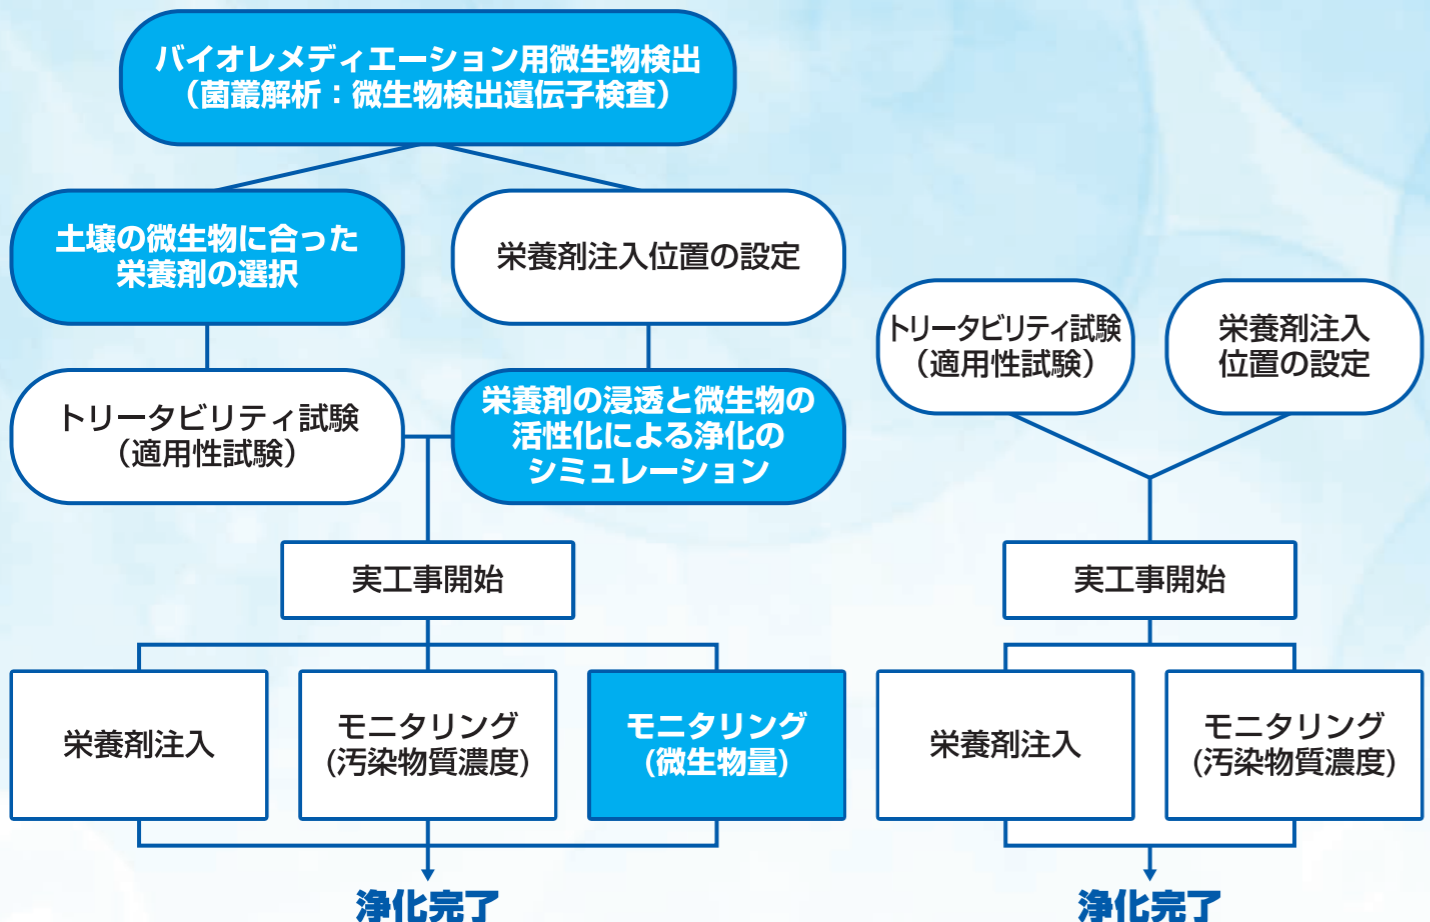 バイオレメディエーション用微生物検出
（菌叢解析：微生物検出遺伝子検査）
土壌の微生物に合った
栄養剤の選択
栄養剤注入位置の設定
トリータビリティ試験
（適用性試験）
栄養剤の浸透と微生物の
活性化による浄化の
シミュレーション
実工事開始
栄養剤注入
モニタリング
(汚染物質濃度)
モニタリング
(微生物量)
浄化完了
トリータビリティ試験
（適用性試験）
栄養剤注入
位置の設定
実工事開始
栄養剤注入
モニタリング
(汚染物質濃度)
浄化完了